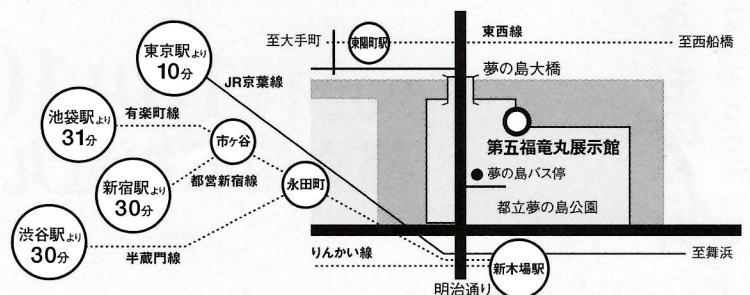 東京駅より
10分
JR京葉線
池袋駅より
31分
有楽町線
市ヶ谷
新宿駅より
30分
都営新宿線
永田町
渋谷駅より
30分
半蔵門線
至大手町
東陽町駅
東西線
至西船橋
夢の島大橋
第五福竜丸展示館
夢の島バス停
都立夢の島公園
りんかい線
新木場駅
至舞浜
明治通り